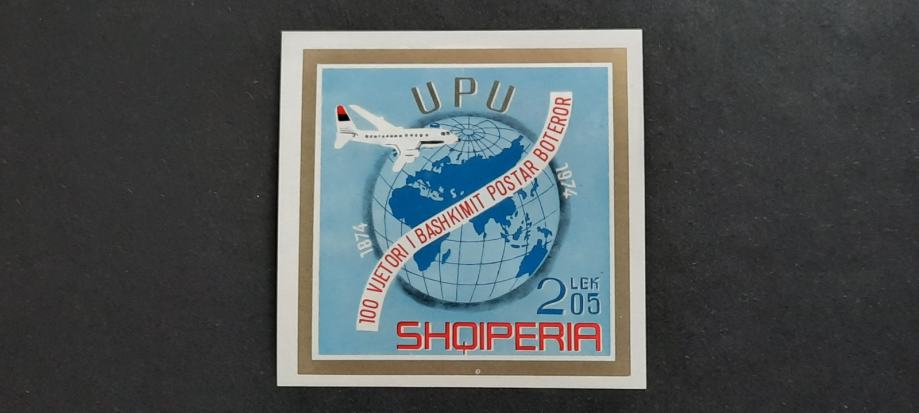 UPU
1874
100 VJETORI I BASHKIMIT POSTAR BOTEROR
1974
2 LEK 05
SHQIPERIA